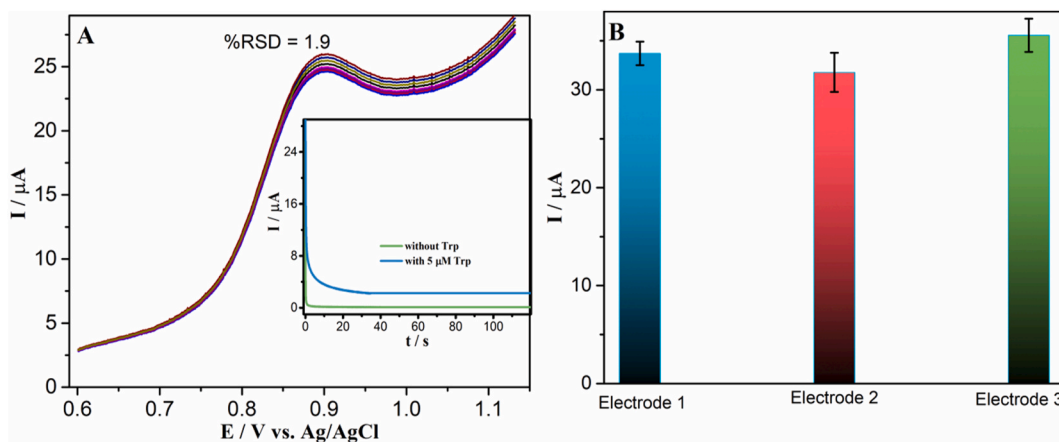 A
%RSD = 1.9
I / μA
25
20
15
10
5
0
0.6 0.7 0.8 0.9 1.0 1.1
E / V vs. Ag/AgCl
I / μA
28
24
16
8
0
without Trp
with 5 μM Trp
0 20 40 60 80 100
t / s
B
I / μA
30
20
10
0
Electrode 1 Electrode 2 Electrode 3